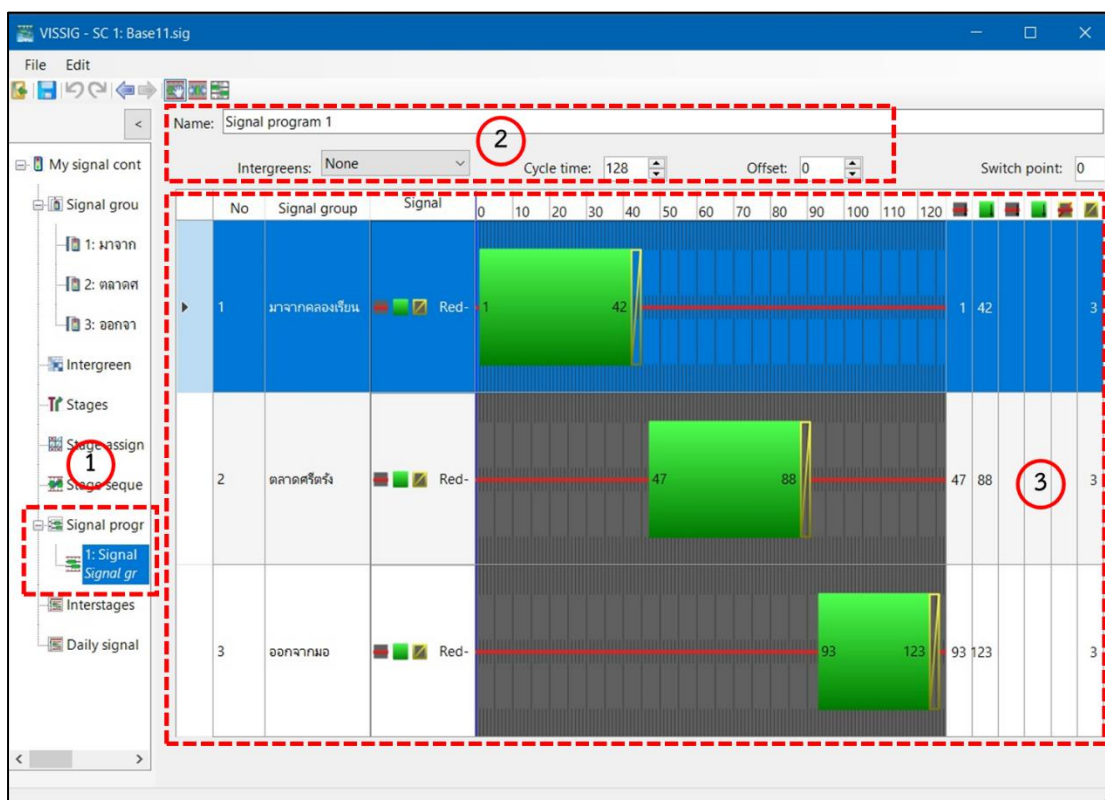 VISSIG - SC 1: Base11.sig
File Edit
<
Name: Signal program 1
2
Intergreens: None Cycle time: 128 Offset: 0 Switch point: 0
My signal cont
Signal grou
1: มาจาก
2: ตลาดศ
3: ออกจา
Intergreen
Stages
Stage assign
1
Stage seque
Signal progr
1: Signal
Signal gr
Interstages
Daily signal
No Signal group Signal 0 10 20 30 40 50 60 70 80 90 100 110 120
1 มาจากคลองเรียน Red- 1 42 1 42 3
2 ตลาดศรีตรัง Red- 47 88 47 88 3 3
3 ออกจากมอ Red- 93 123 93 123 3
< >